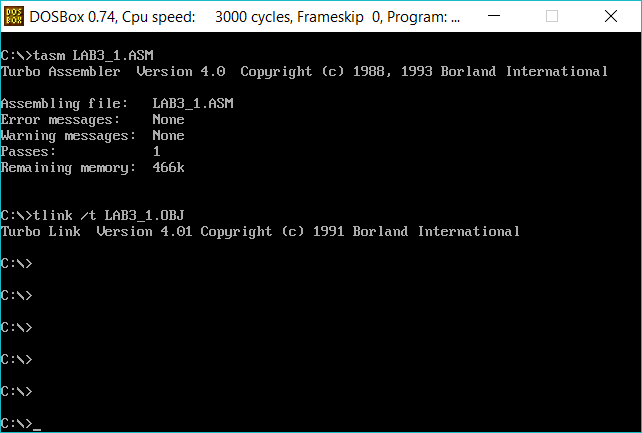 DOS
BOX
DOSBox 0.74, Cpu speed:     3000 cycles, Frameskip  0, Program: ...
C:\>tasm LAB3_1.ASM
Turbo Assembler  Version 4.0  Copyright (c) 1988, 1993 Borland International
Assembling file:   LAB3_1.ASM
Error messages:    None
Warning messages:  None
Passes:            1
Remaining memory:  466k
C:\>tlink /t LAB3_1.OBJ
Turbo Link  Version 4.01 Copyright (c) 1991 Borland International
C:\>
C:\>
C:\>
C:\>
C:\>
C:\>_